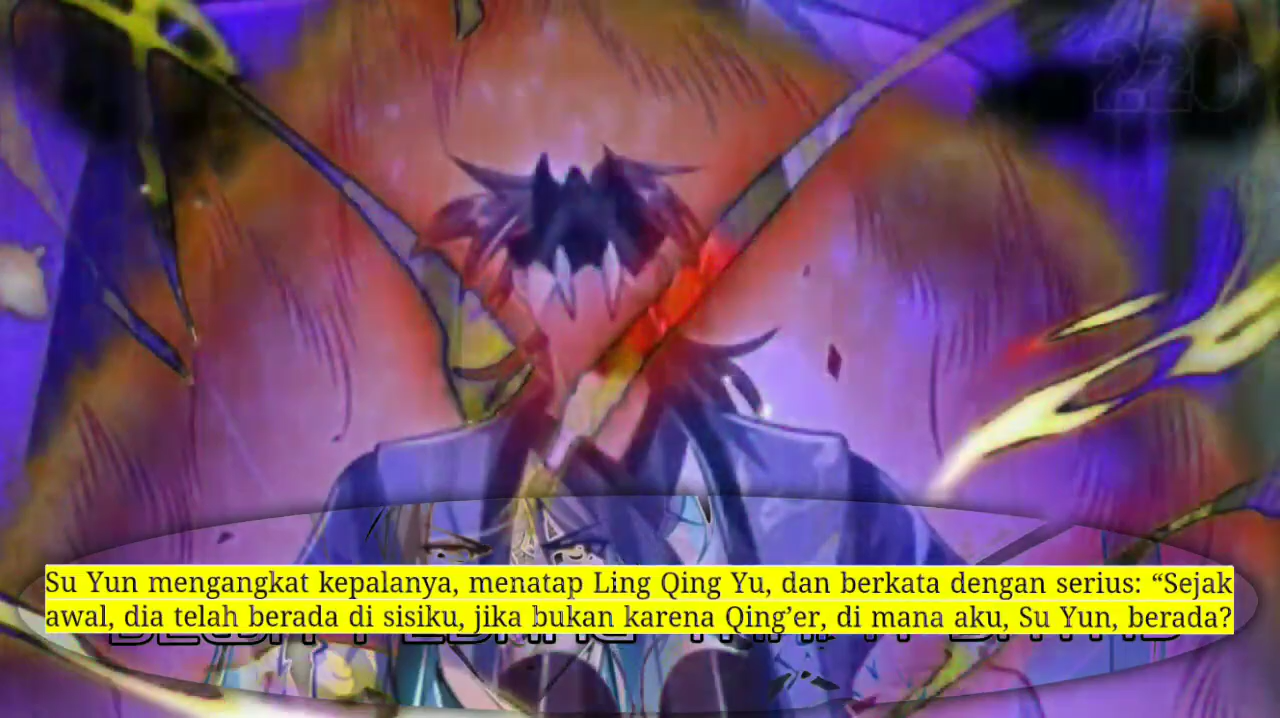 220
Su Yun mengangkat kepalanya, menatap Ling Qing Yu, dan berkata dengan serius: “Sejak
awal, dia telah berada di sisiku, jika bukan karena Qing’er, di mana aku, Su Yun, berada?